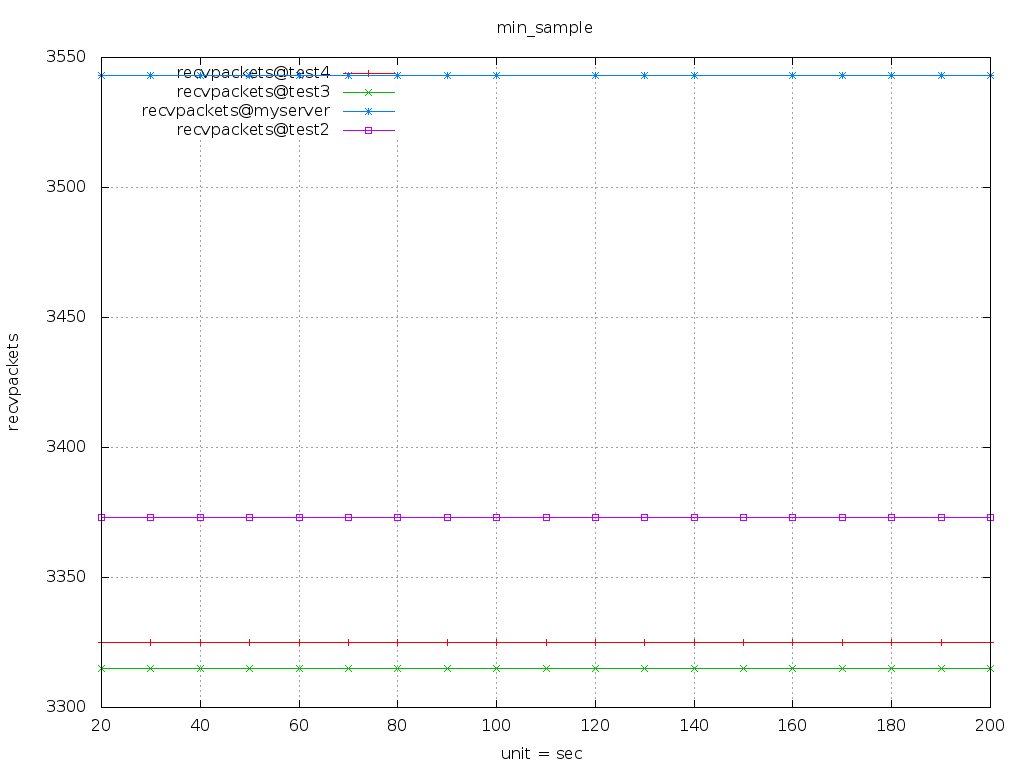 min_sample
3550
recvpackets@test4
recvpackets@test3
recvpackets@myserver
recvpackets@test2
3500
3450
recvpackets
3400
3350
3300
20 40 60 80 100 120 140 160 180 200
unit = sec